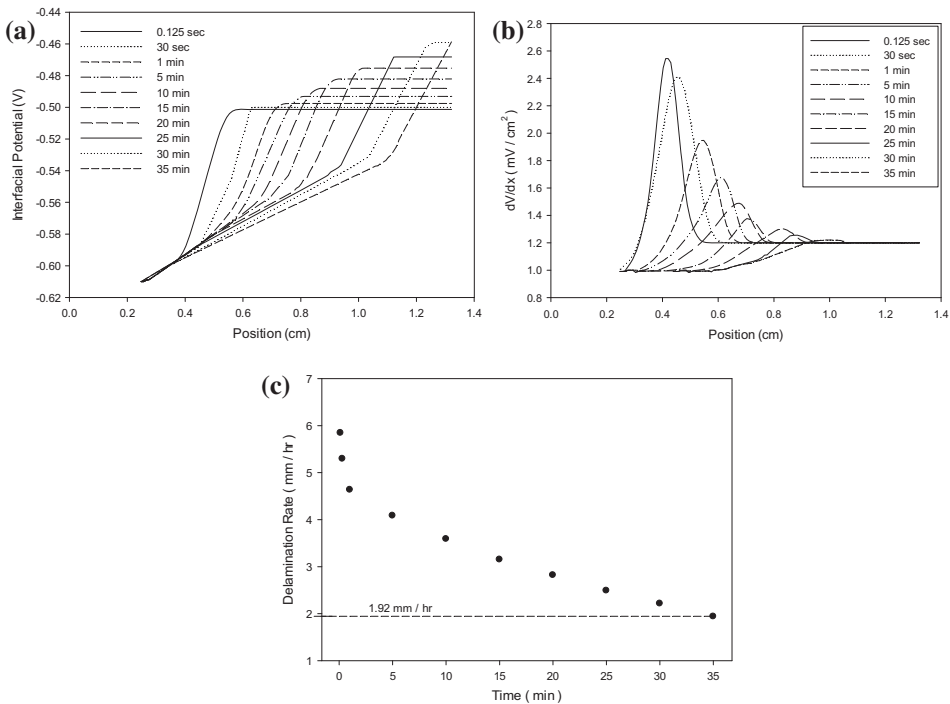 (a)
-0.44
-0.46
-0.48
-0.50
-0.52
-0.54
-0.56
-0.58
-0.60
-0.62
Interfacial Potential (V)
0.125 sec
30 sec
1 min
5 min
10 min
15 min
20 min
25 min
30 min
35 min
0.0 0.2 0.4 0.6 0.8 1.0 1.2 1.4
Position (cm)
(b)
2.8
2.6
2.4
2.2
2.0
1.8
1.6
1.4
1.2
1.0
0.8
dV/dx ( mV / cm² )
0.125 sec
30 sec
1 min
5 min
10 min
15 min
20 min
25 min
30 min
35 min
0.0 0.2 0.4 0.6 0.8 1.0 1.2 1.4
Position (cm)
(c)
7
6
5
4
3
2
1
Delamination Rate ( mm / hr )
1.92 mm / hr
0 5 10 15 20 25 30 35
Time ( min )